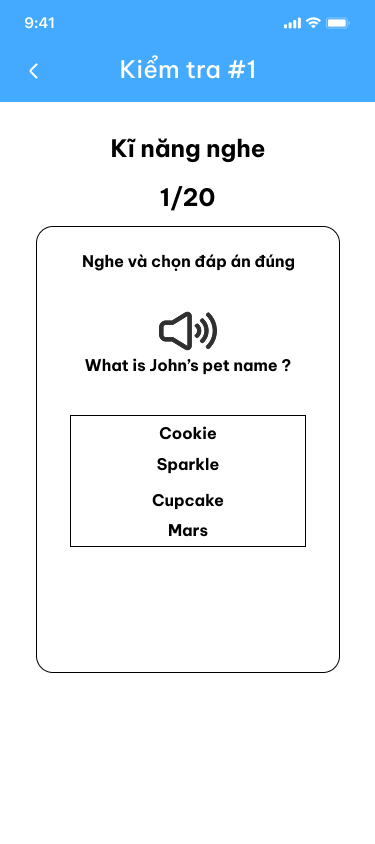 9:41
Kiểm tra #1
Kĩ năng nghe
1/20
Nghe và chọn đáp án đúng
What is John’s pet name ?
Cookie
Sparkle
Cupcake
Mars